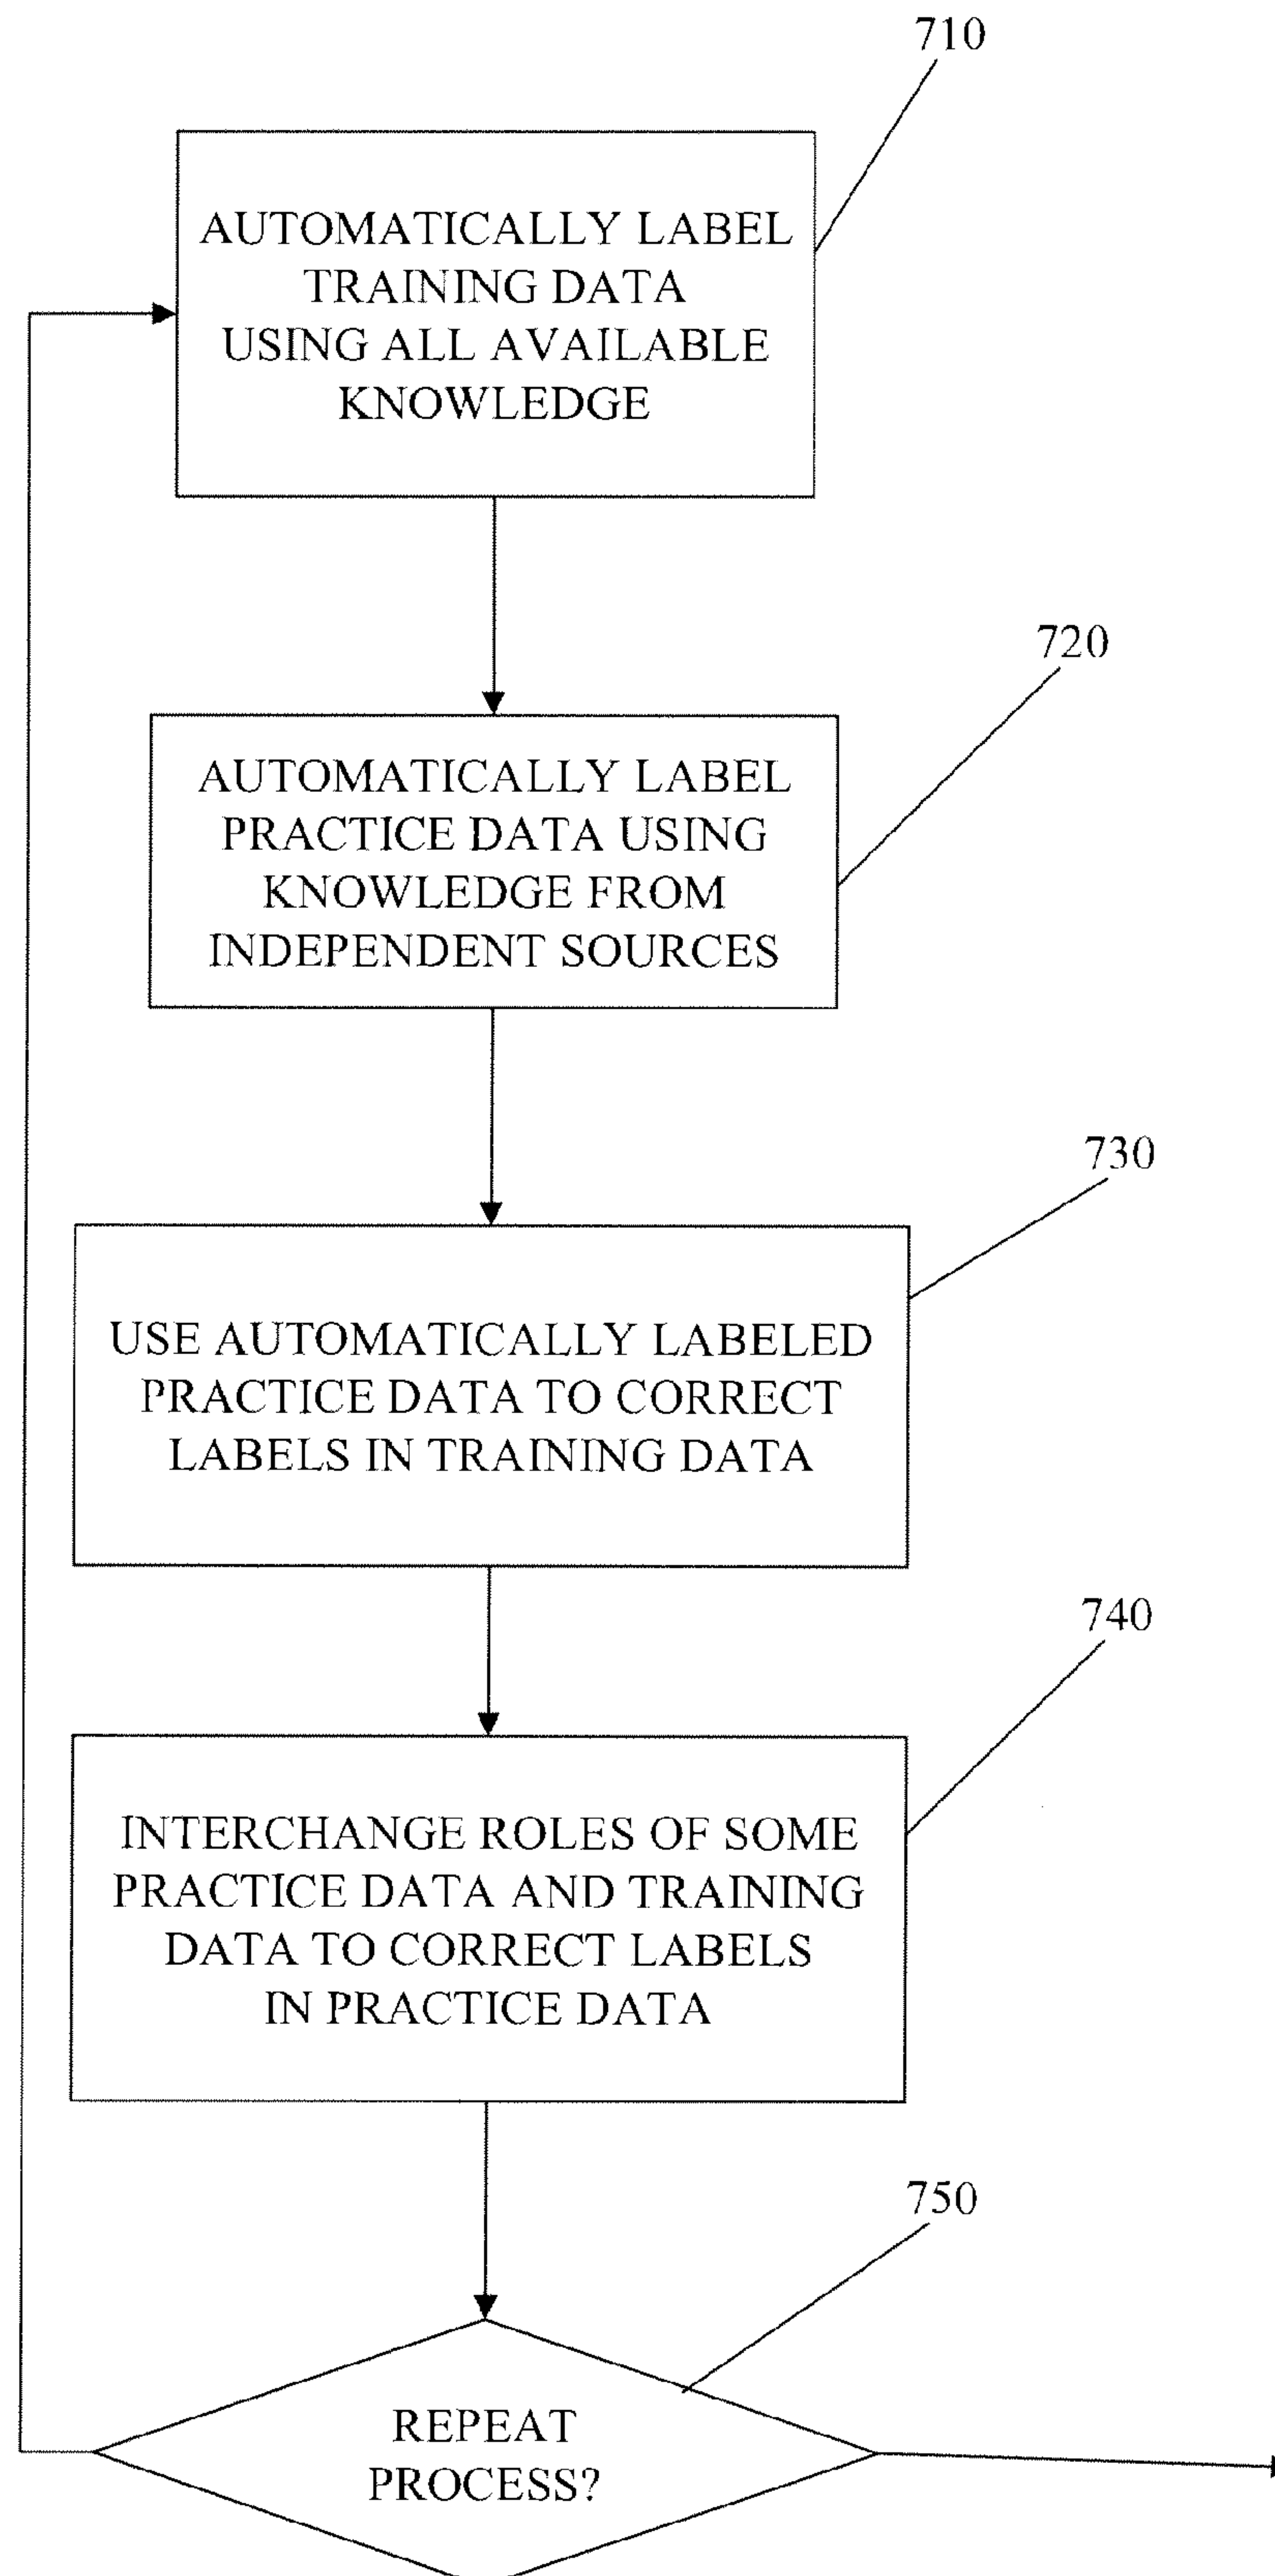 710
AUTOMATICALLY LABEL
TRAINING DATA
USING ALL AVAILABLE
KNOWLEDGE
720
AUTOMATICALLY LABEL
PRACTICE DATA USING
KNOWLEDGE FROM
INDEPENDENT SOURCES
730
USE AUTOMATICALLY LABELED
PRACTICE DATA TO CORRECT
LABELS IN TRAINING DATA
740
INTERCHANGE ROLES OF SOME
PRACTICE DATA AND TRAINING
DATA TO CORRECT LABELS
IN PRACTICE DATA
750
REPEAT
PROCESS?